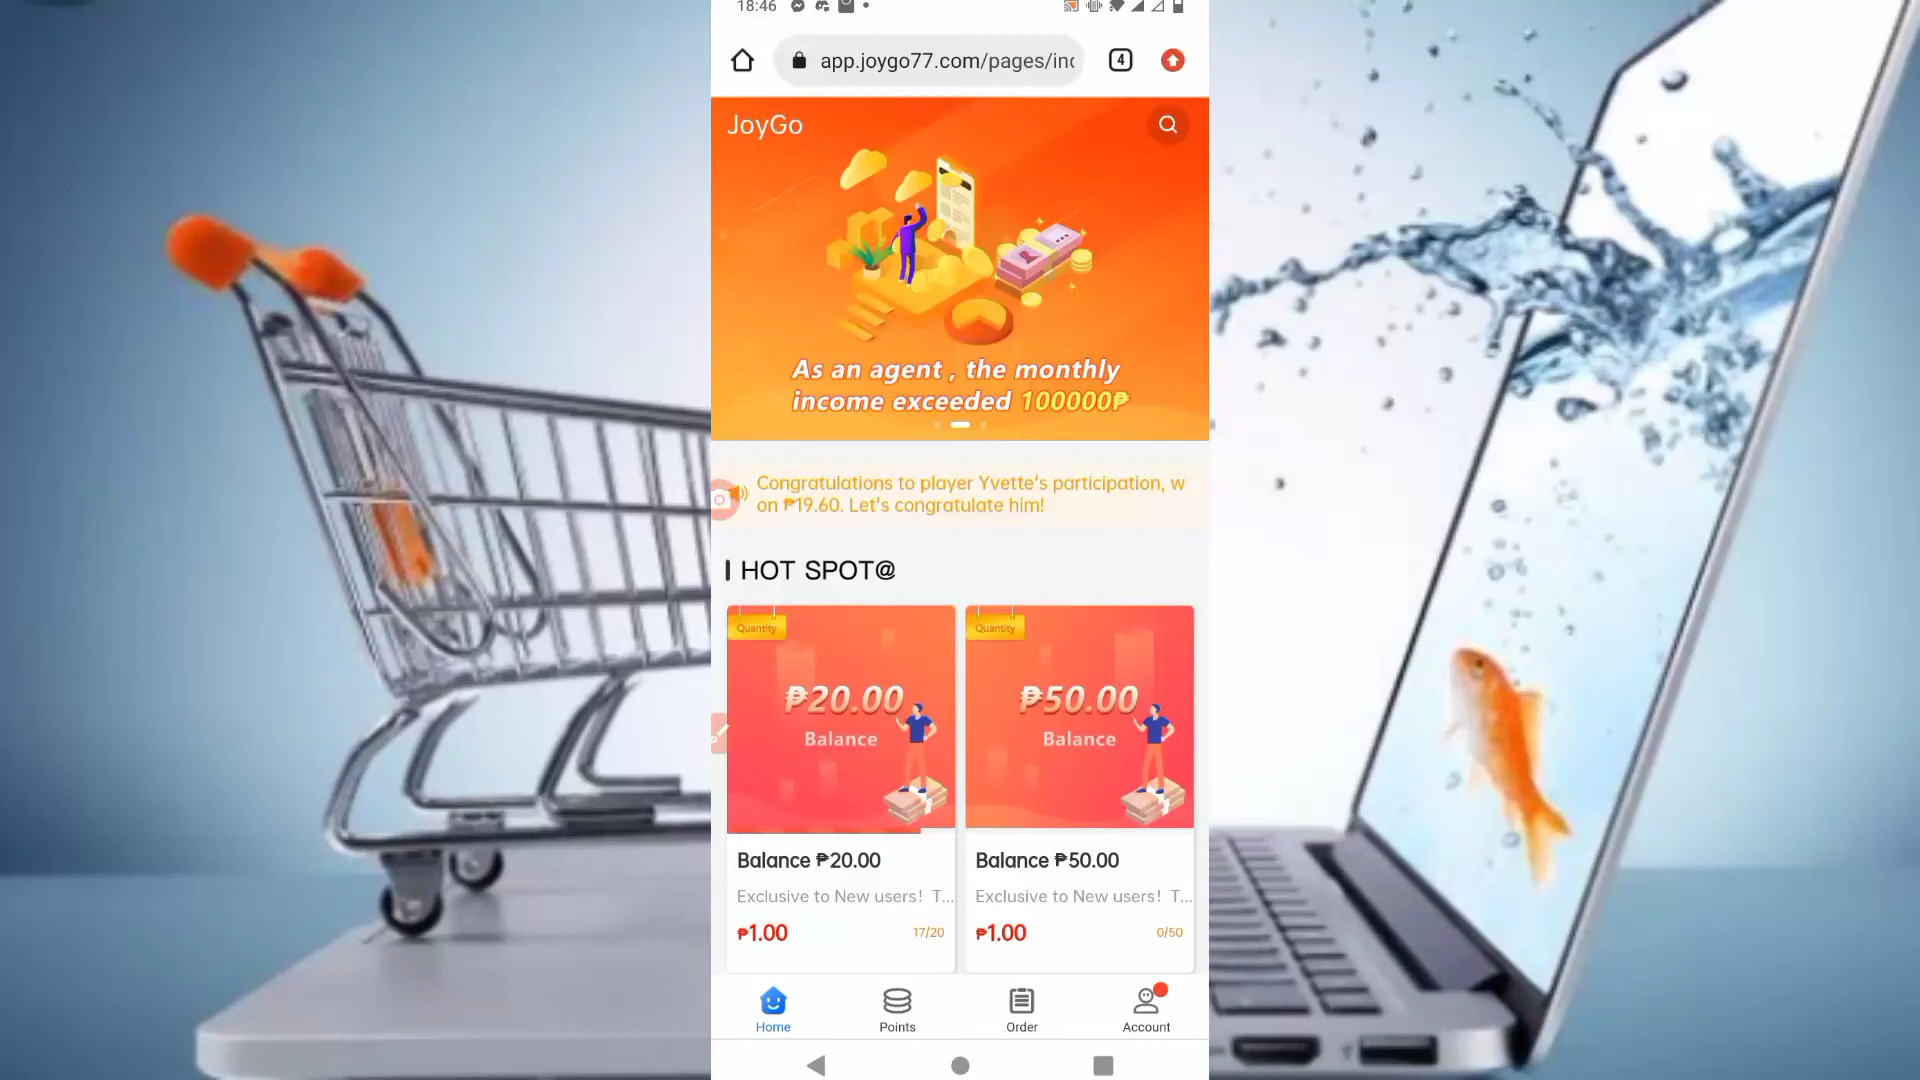 18:46
app.joygo77.com/pages/inc
4
JoyGo
As an agent , the monthly
income exceeded 100000₱
Congratulations to player Yvette's participation, w
on ₱19.60. Let's congratulate him!
HOT SPOT@
Quantity
₱20.00
Balance
Quantity
₱50.00
Balance
Balance ₱20.00
Exclusive to New users! T...
₱1.00
17/20
Balance ₱50.00
Exclusive to New users! T...
₱1.00
0/50
Home
Points
Order
Account